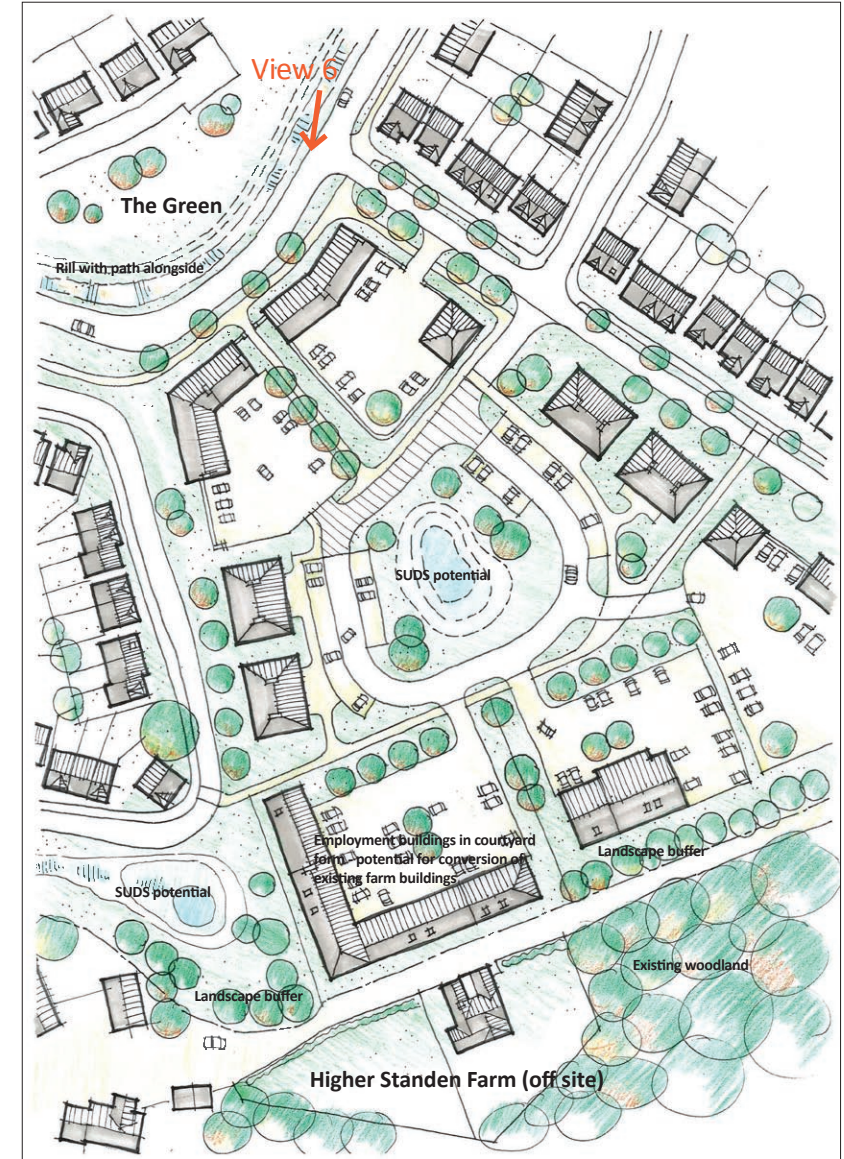 View 6
The Green
Rill with path alongside
SUDS potential
Employment buildings in courtyard
form - potential for conversion of
existing farm buildings
Landscape buffer
SUDS potential
Existing woodland
Landscape buffer
Higher Standen Farm (off site)